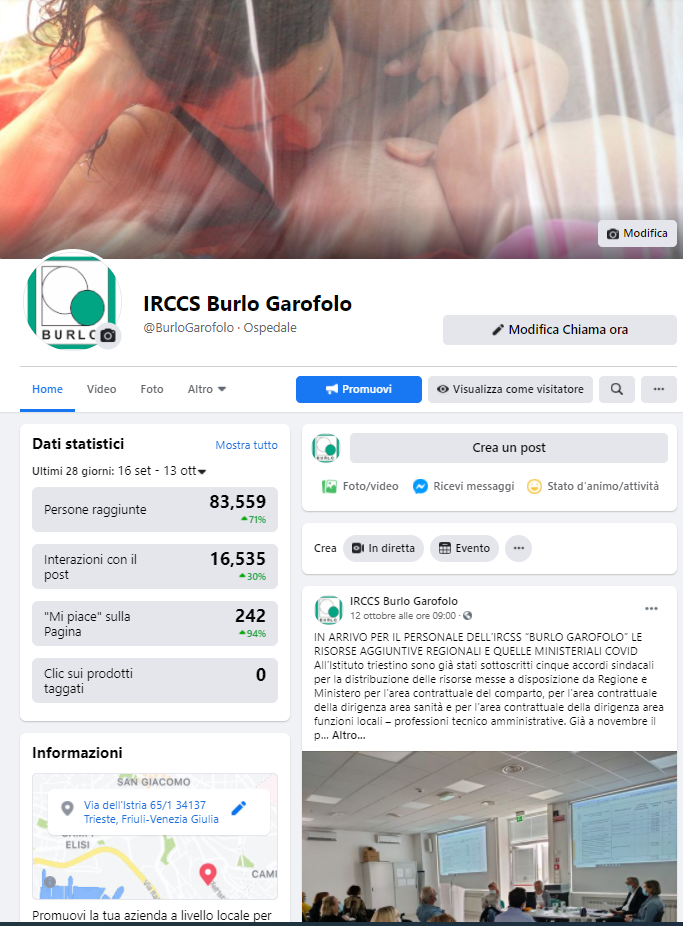 Modifica
BURLO
IRCCS Burlo Garofolo
@BurloGarofolo · Ospedale
Modifica Chiama ora
Home
Video
Foto
Altro
Promuovi
Visualizza come visitatore
Dati statistici
Mostra tutto
Ultimi 28 giorni: 16 set - 13 ott
Persone raggiunte
83,559
71%
Interazioni con il
post
16,535
30%
"Mi piace" sulla
Pagina
242
94%
Clic sui prodotti
taggati
0
Informazioni
SAN GIACOMO
Via dell'Istria 65/1 34137
Trieste, Friuli-Venezia Giulia
ELISI
CAMI
Promuovi la tua azienda a livello locale per
Crea un post
Foto/video
Ricevi messaggi
Stato d'animo/attività
Crea
In diretta
Evento
IRCCS Burlo Garofolo
12 ottobre alle ore 09:00 ·
IN ARRIVO PER IL PERSONALE DELL'IRCSS "BURLO GAROFOLO" LE
RISORSE AGGIUNTIVE REGIONALI E QUELLE MINISTERIALI COVID
All'Istituto triestino sono già stati sottoscritti cinque accordi sindacali
per la distribuzione delle risorse messe a disposizione da Regione e
Ministero per l'area contrattuale del comparto, per l'area contrattuale
della dirigenza area sanità e per l'area contrattuale della dirigenza area
funzioni locali – professioni tecnico amministrative. Già a novembre il
p... Altro...